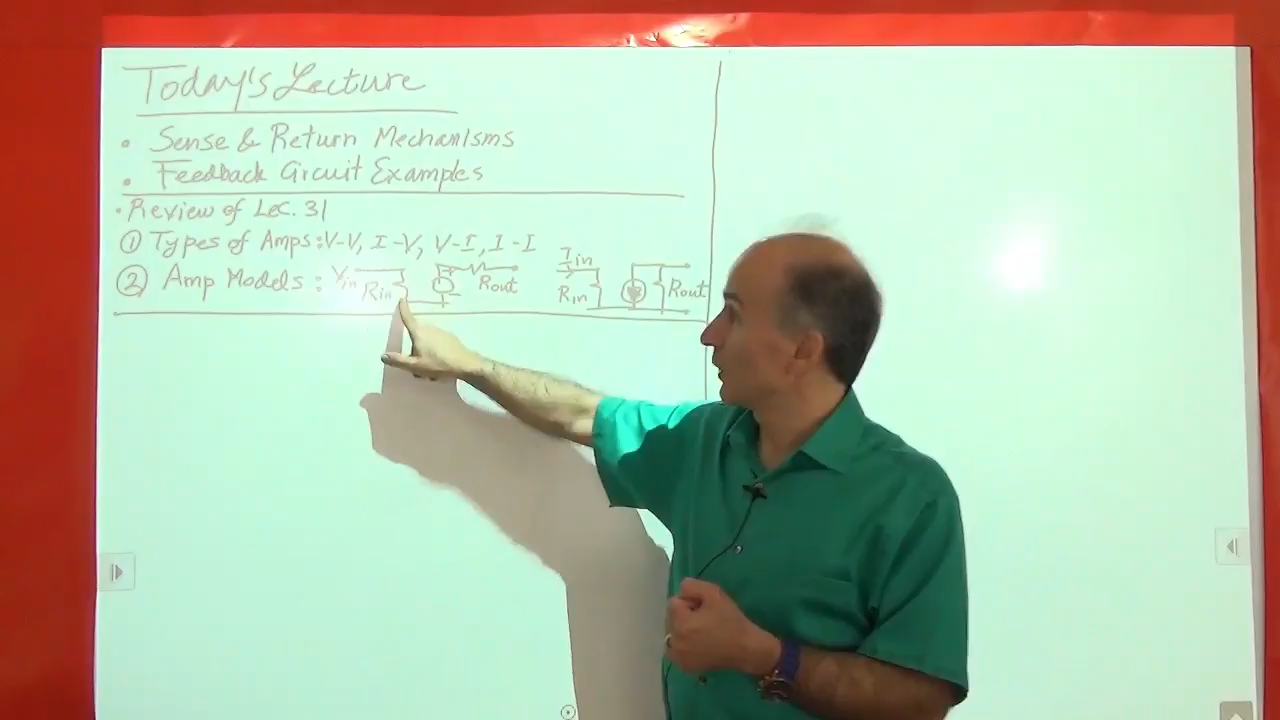 Today's Lecture
• Sense & Return Mechanisms
• Feedback Circuit Examples
• Review of Lec. 31
① Types of Amps: V-V, I-V, V-I, I-I
② Amp Models: Vin Rin + - Rout Iin Rin Rout